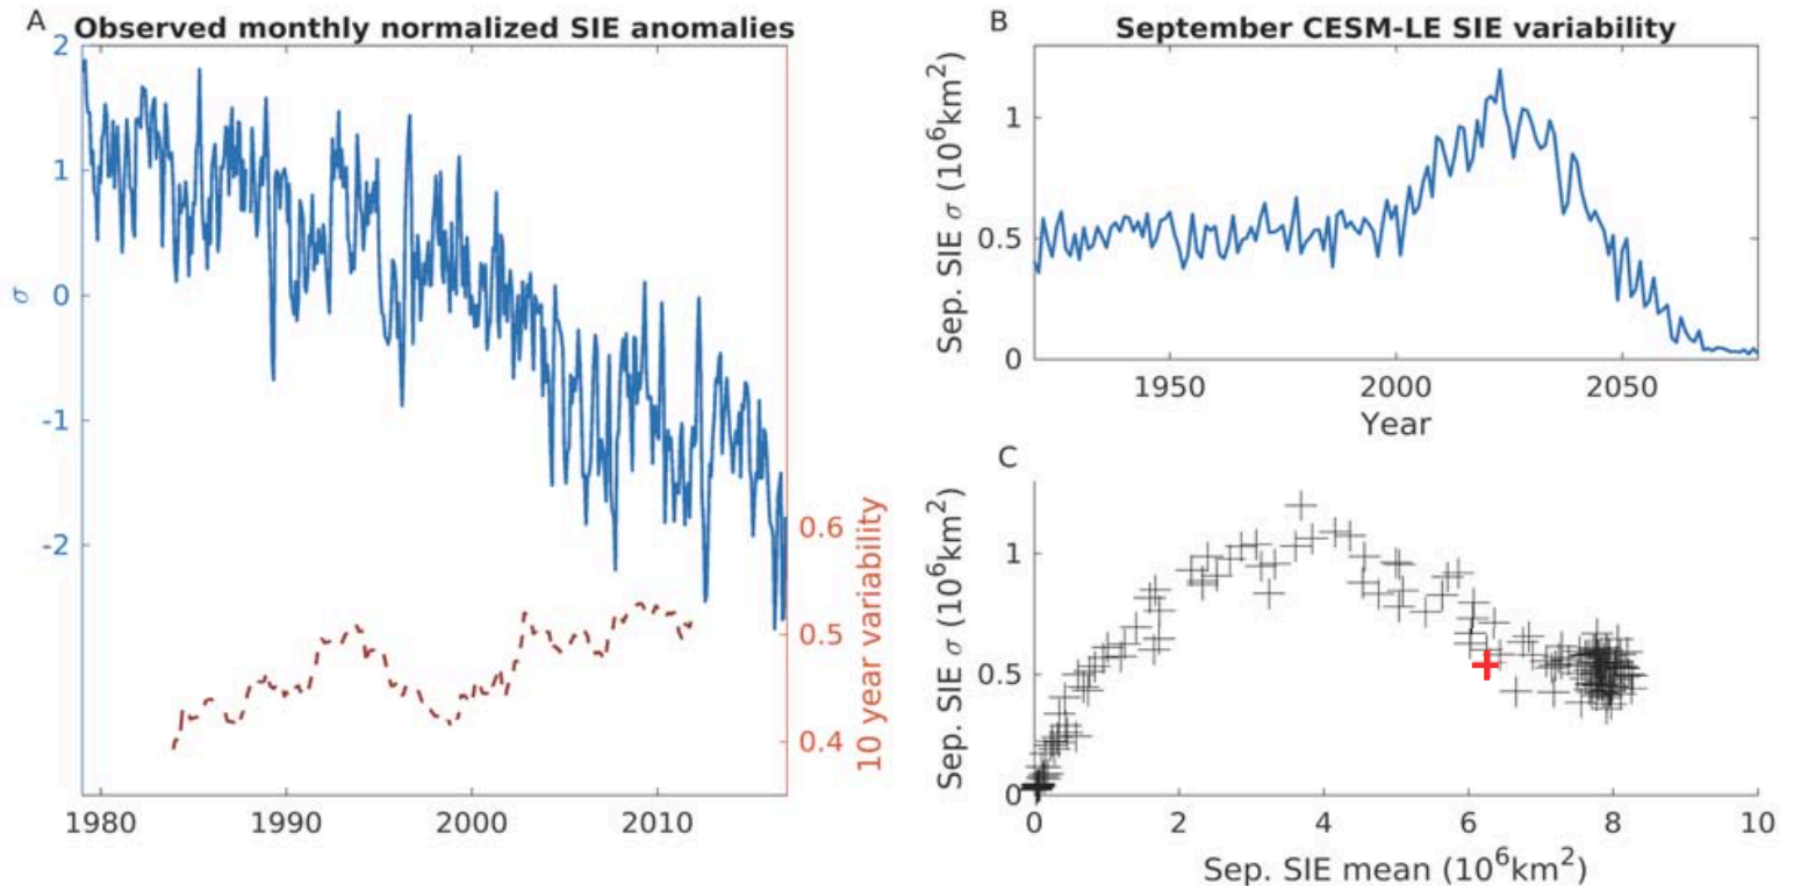 A
Observed monthly normalized SIE anomalies
2
1
0
-1
-2
σ
0.6
0.5
0.4
10 year variability
1980 1990 2000 2010
B
September CESM-LE SIE variability
Sep. SIE σ (10⁶km²)
1
0.5
0
1950 2000 2050
Year
C
Sep. SIE σ (10⁶km²)
1
0.5
0
0 2 4 6 8 10
Sep. SIE mean (10⁶km²)